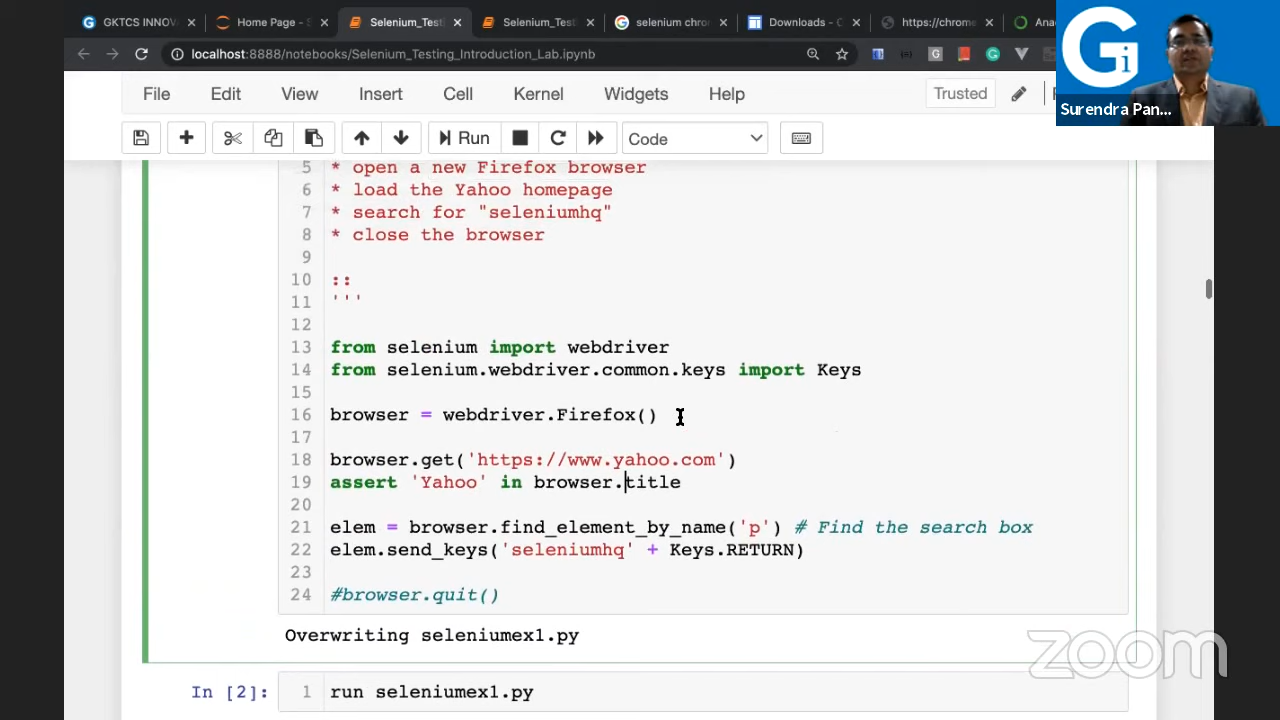 GKTCS INNOV
Home Page - S
Selenium_Test
Selenium_Test
selenium chro
Downloads - C
https://chrome
Ana
localhost:8888/notebooks/Selenium_Testing_Introduction_Lab.ipynb
Gi
Surendra Pan...
File Edit View Insert Cell Kernel Widgets Help Trusted
Run Code
5 * open a new Firefox browser
6 * load the Yahoo homepage
7 * search for "seleniumhq"
8 * close the browser
9
10 ::
11 '''
12
13 from selenium import webdriver
14 from selenium.webdriver.common.keys import Keys
15
16 browser = webdriver.Firefox()
17
18 browser.get('https://www.yahoo.com')
19 assert 'Yahoo' in browser.title
20
21 elem = browser.find_element_by_name('p') # Find the search box
22 elem.send_keys('seleniumhq' + Keys.RETURN)
23
24 #browser.quit()
Overwriting seleniumex1.py
zoom
In [2]: 1 run seleniumex1.py